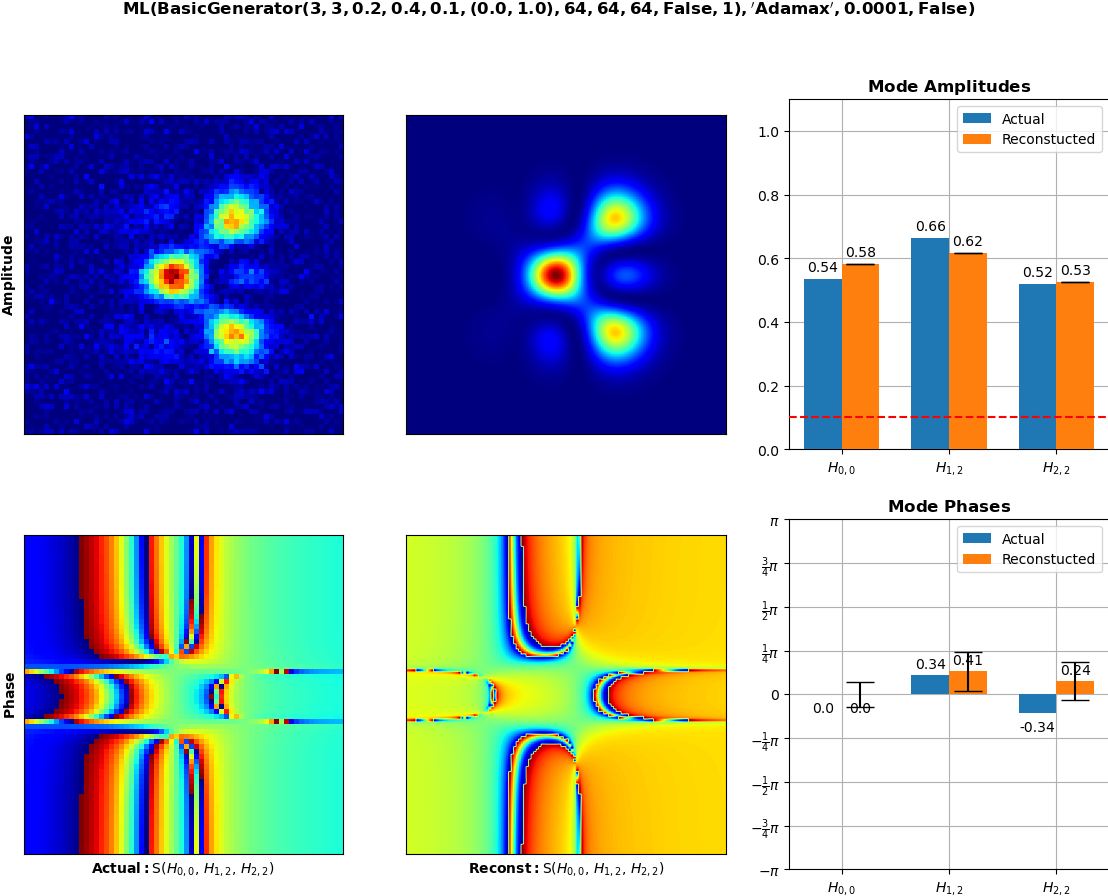 ML(BasicGenerator(3, 3, 0.2, 0.4, 0.1, (0.0, 1.0), 64, 64, 64, False, 1), ′Adamax′, 0.0001, False)
Amplitude
Mode Amplitudes
Actual
Reconstucted
1.0
0.8
0.6
0.4
0.2
0.0
0.54
0.58
0.66
0.62
0.52
0.53
H0,0
H1,2
H2,2
Phase
Actual: S(H0,0, H1,2, H2,2)
Reconst: S(H0,0, H1,2, H2,2)
Mode Phases
Actual
Reconstucted
π
3/4π
1/2π
1/4π
0
−1/4π
−1/2π
−3/4π
−π
0.0
0.0
0.34
0.41
-0.34
0.24
H0,0
H1,2
H2,2